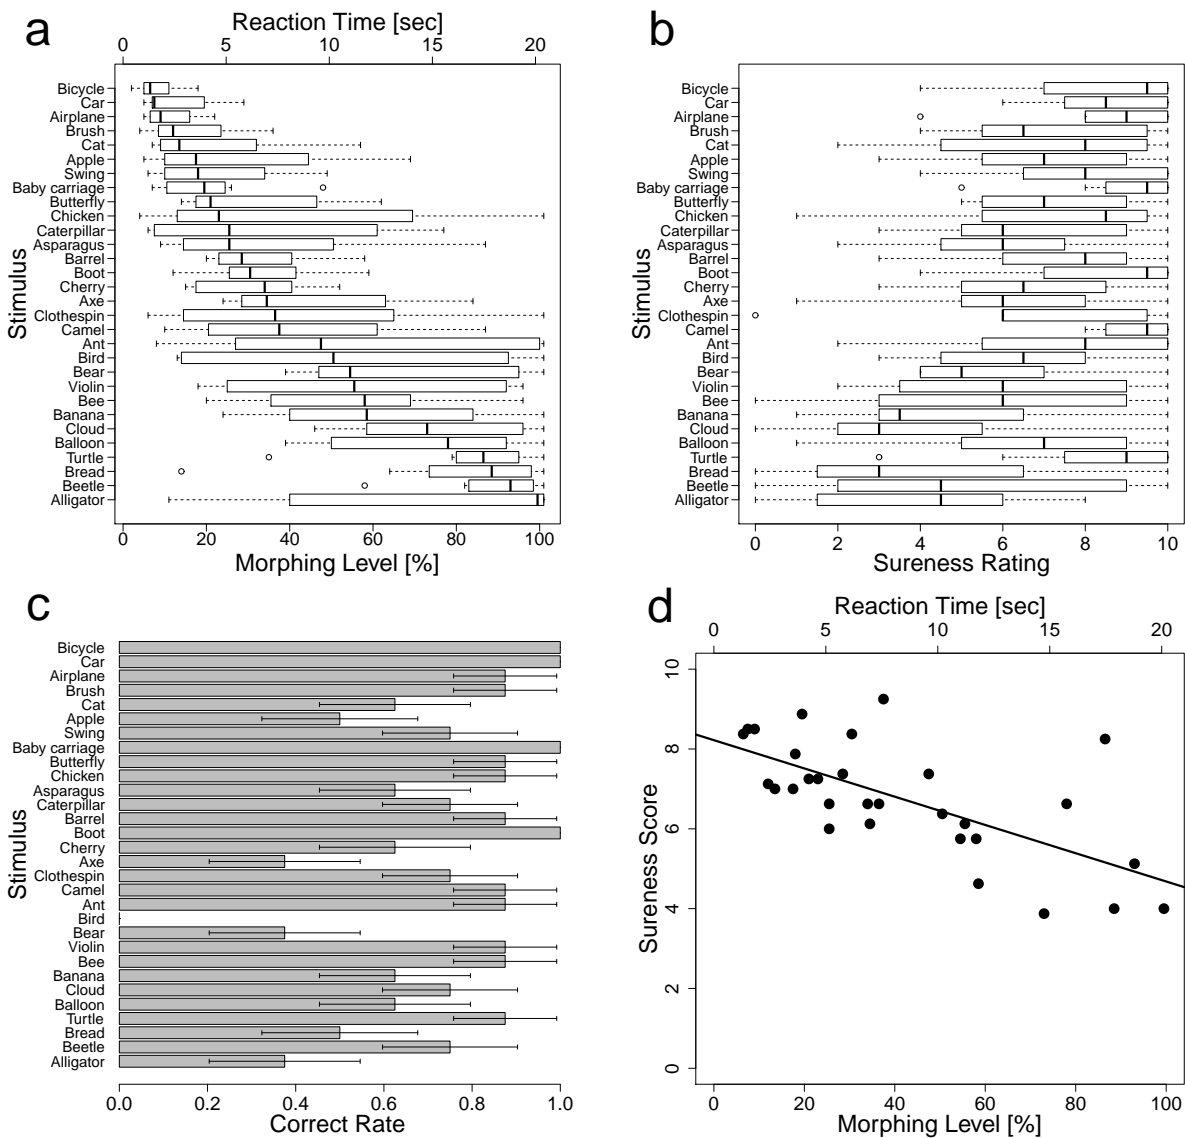 a
Reaction Time [sec]
0 5 10 15 20
Stimulus
Bicycle
Car
Airplane
Brush
Cat
Apple
Swing
Baby carriage
Butterfly
Chicken
Caterpillar
Asparagus
Barrel
Boot
Cherry
Axe
Clothespin
Camel
Ant
Bird
Bear
Violin
Bee
Banana
Cloud
Balloon
Turtle
Bread
Beetle
Alligator
0 20 40 60 80 100
Morphing Level [%]
b
Stimulus
Bicycle
Car
Airplane
Brush
Cat
Apple
Swing
Baby carriage
Butterfly
Chicken
Caterpillar
Asparagus
Barrel
Boot
Cherry
Axe
Clothespin
Camel
Ant
Bird
Bear
Violin
Bee
Banana
Cloud
Balloon
Turtle
Bread
Beetle
Alligator
0 2 4 6 8 10
Sureness Rating
c
Stimulus
Bicycle
Car
Airplane
Brush
Cat
Apple
Swing
Baby carriage
Butterfly
Chicken
Asparagus
Caterpillar
Barrel
Boot
Cherry
Axe
Clothespin
Camel
Ant
Bird
Bear
Violin
Bee
Banana
Cloud
Balloon
Turtle
Bread
Beetle
Alligator
0.0 0.2 0.4 0.6 0.8 1.0
Correct Rate
d
Reaction Time [sec]
0 5 10 15 20
Sureness Score
10
8
6
4
2
0
0 20 40 60 80 100
Morphing Level [%]